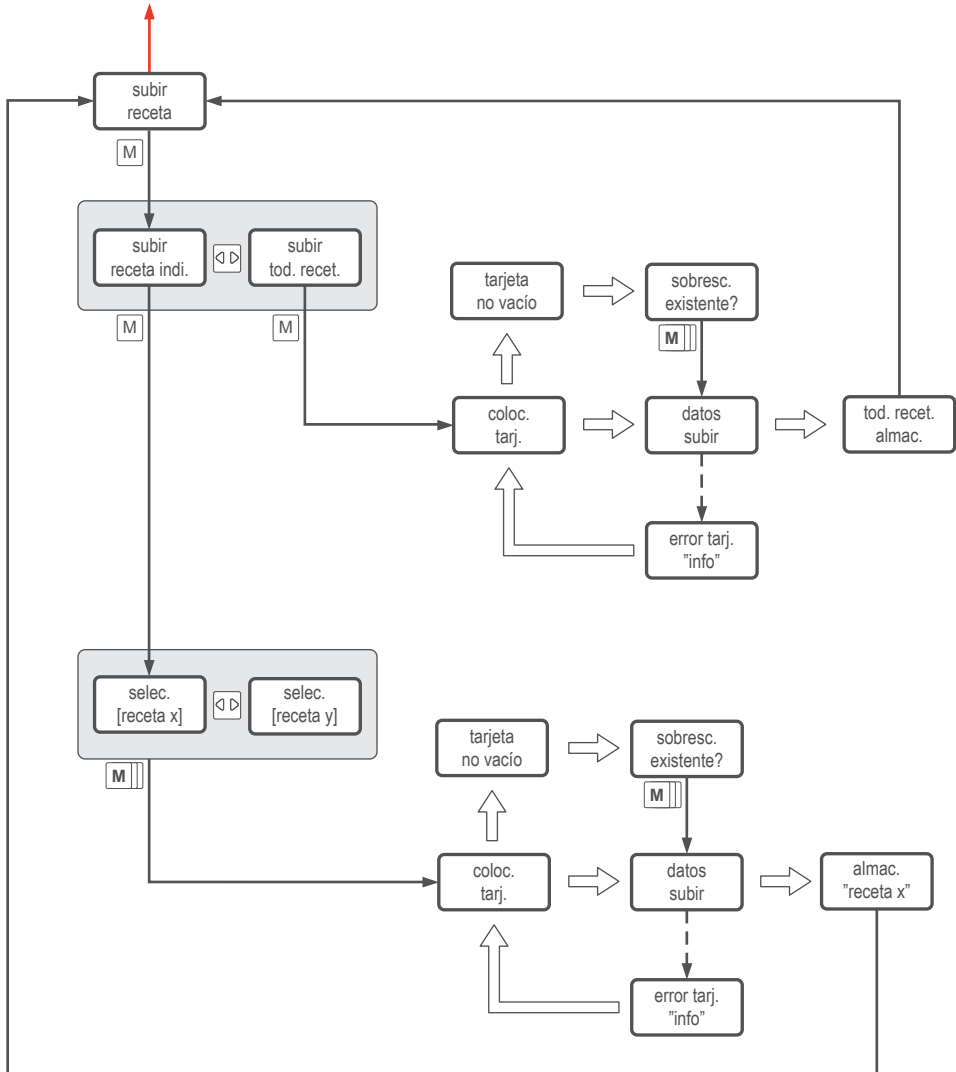 subir
receta
M
subir
receta indi.
subir
tod. recet.
M
M
tarjeta
no vacío
sobresc.
existente?
M
coloc.
tarj.
datos
subir
tod. recet.
almac.
error tarj.
”info”
selec.
[receta x]
selec.
[receta y]
M
tarjeta
no vacío
sobresc.
existente?
M
coloc.
tarj.
datos
subir
almac.
”receta x”
error tarj.
”info”